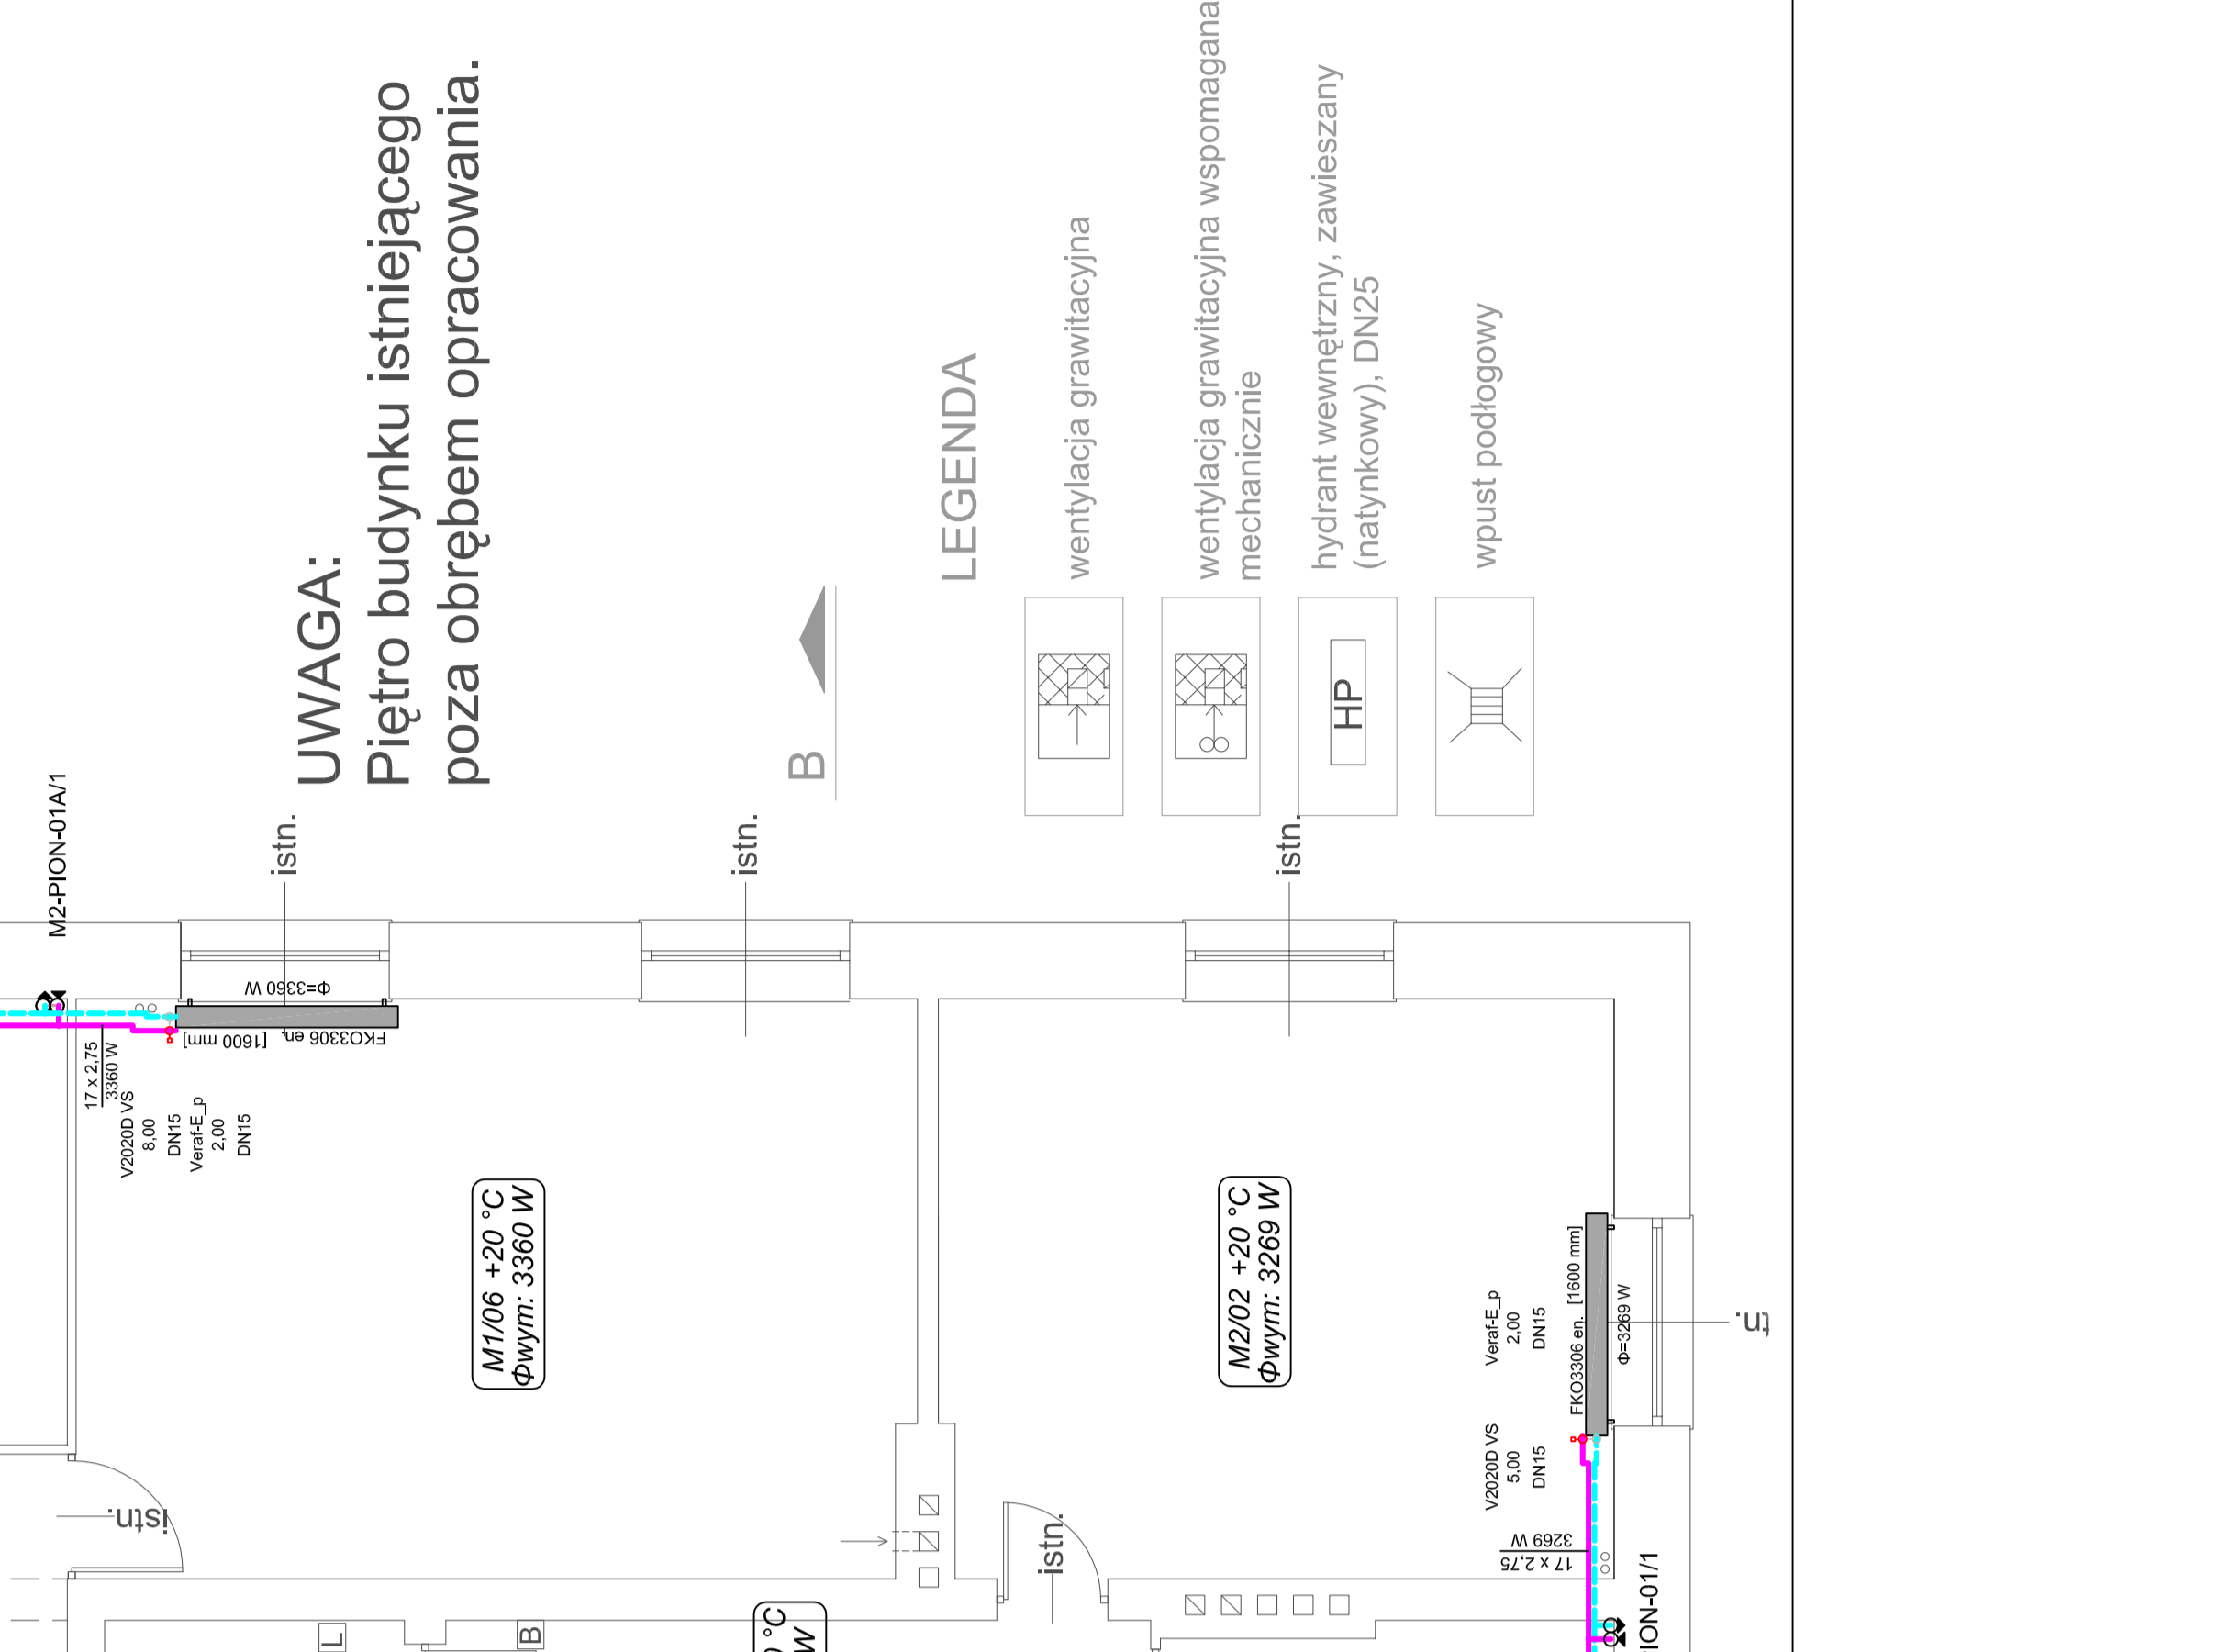 UWAGA:
Piętro budynku istniejącego
poza obrębem opracowania.
B
LEGENDA
wentylacja grawitacyjna
wentylacja grawitacyjna wspomagana
mechanicznie
hydrant wewnętrzny, zawieszany
(natynkowy), DN25
HP
wpust podłogowy
M2-PION-01A/1
istn.
istn.
istn.
Φ=3360 W
FKO3306 en. [1600 mm]
17 x 2,75
3360 W
V2020D VS
8,00
DN15
Veraf-E_p
2,00
DN15
M1/06 +20 °C
Φwym: 3360 W
M2/02 +20 °C
Φwym: 3269 W
Veraf-E_p
2,00
DN15
FKO3306 en. [1600 mm]
Φ=3269 W
tn.
V2020D VS
5,00
DN15
17 x 2,75
3269 W
ION-01/1
istn.
istn.
L
B
°C
W